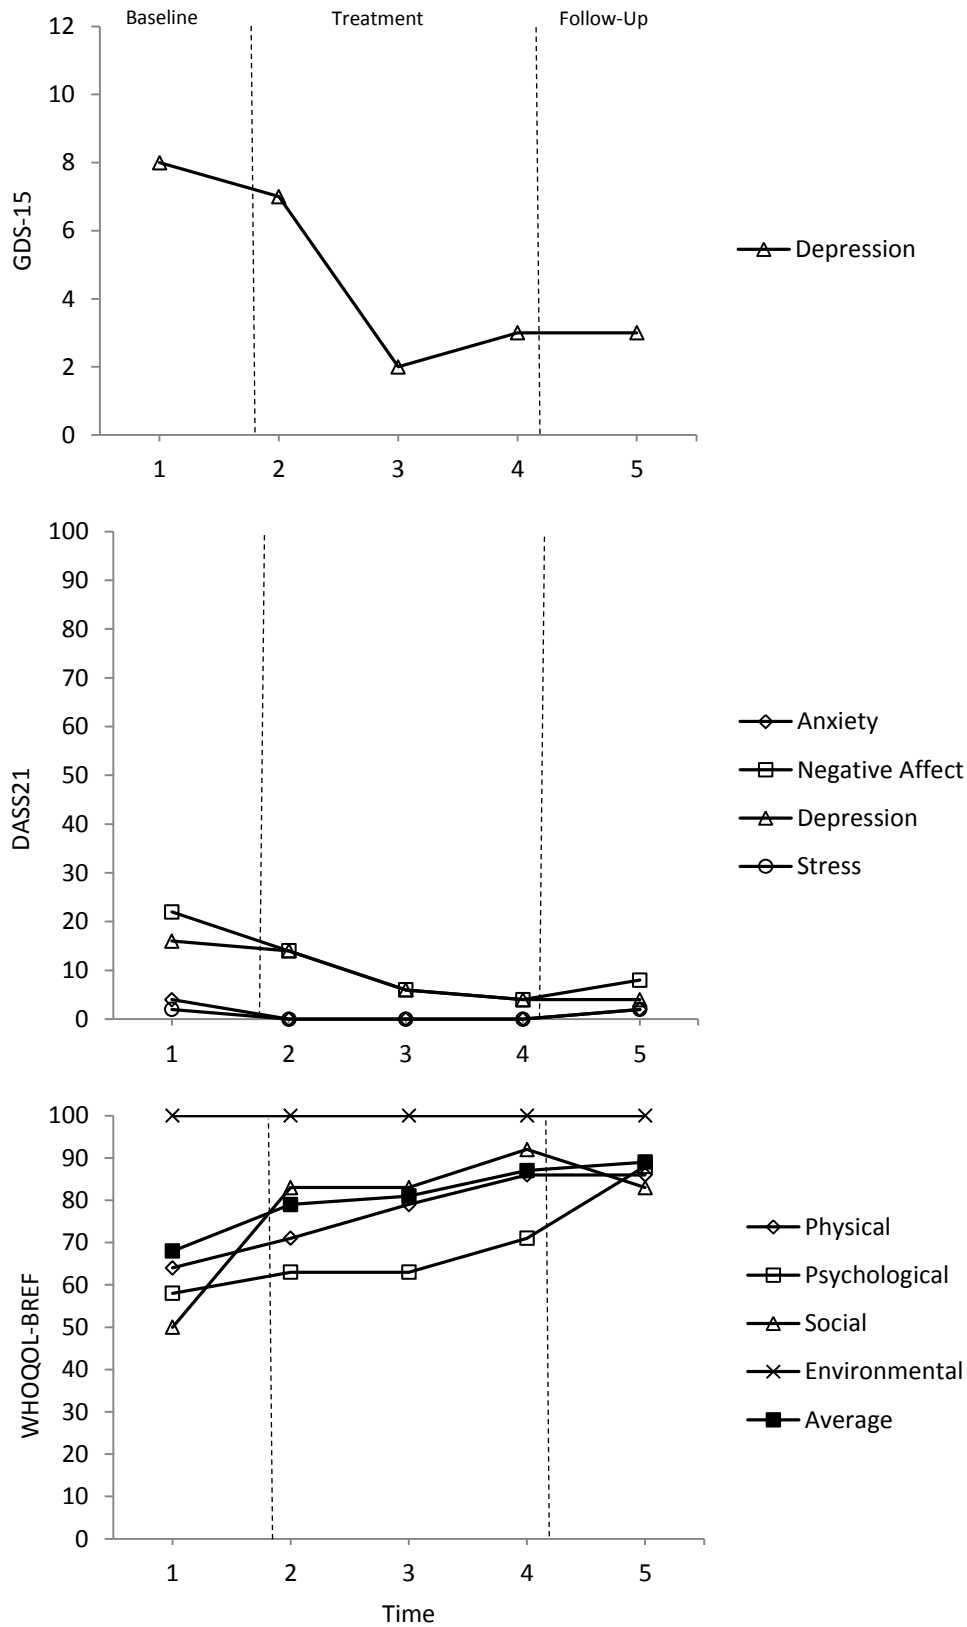 Baseline Treatment Follow-Up
12
10
8
6
4
2
0
GDS-15
1 2 3 4 5
Depression
100
90
80
70
60
50
40
30
20
10
0
DASS21
1 2 3 4 5
Anxiety
Negative Affect
Depression
Stress
100
90
80
70
60
50
40
30
20
10
0
WHOQOL-BREF
1 2 3 4 5
Time
Physical
Psychological
Social
Environmental
Average